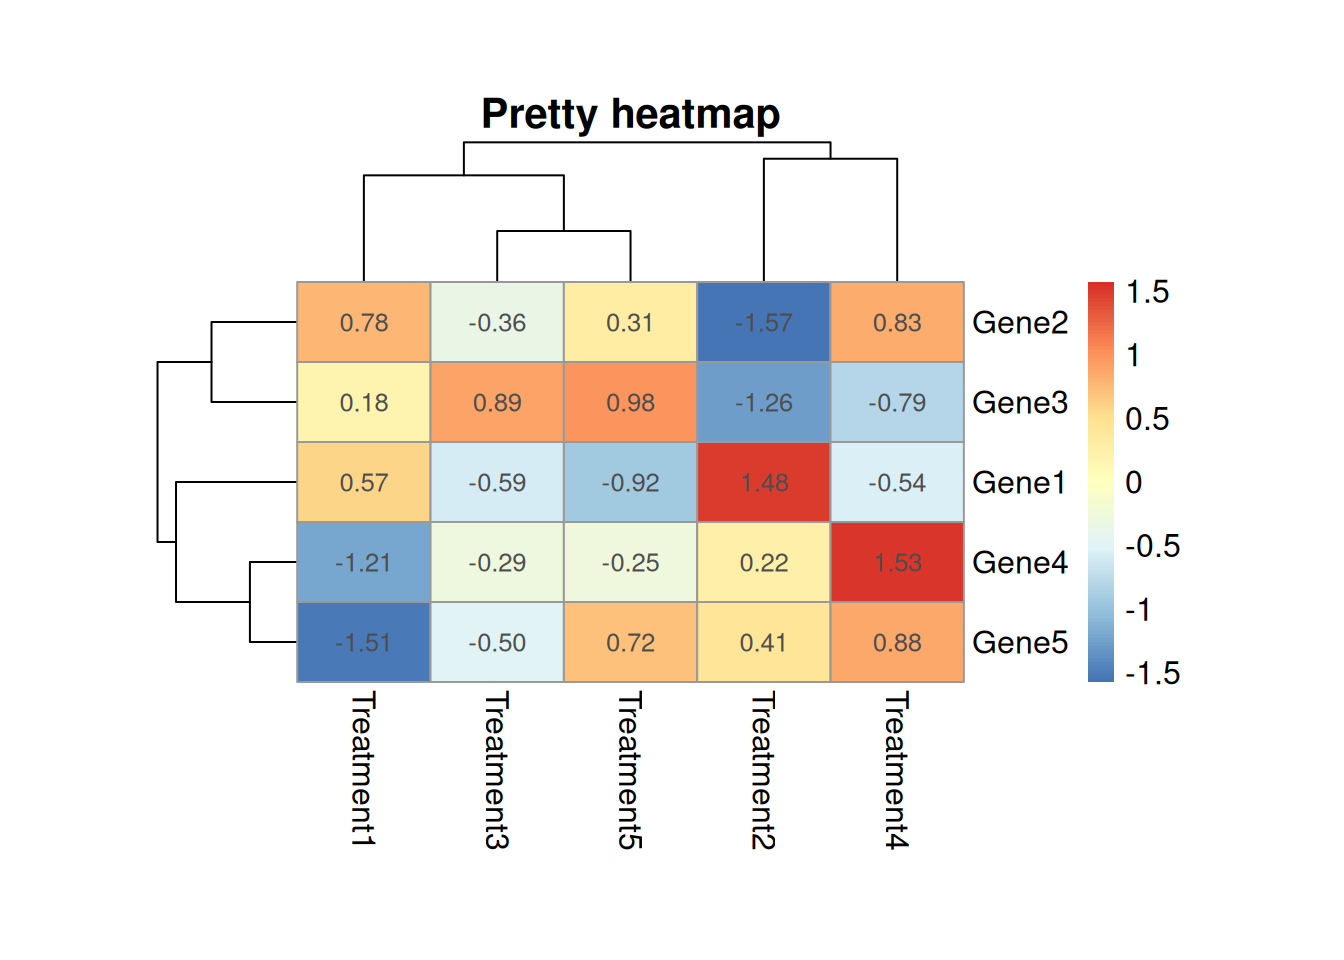 Pretty heatmap
0.78 -0.36 0.31 -1.57 0.83 Gene2
0.18 0.89 0.98 -1.26 -0.79 Gene3
0.57 -0.59 -0.92 1.48 -0.54 Gene1
-1.21 -0.29 -0.25 0.22 1.53 Gene4
-1.51 -0.50 0.72 0.41 0.88 Gene5
Treatment1
Treatment3
Treatment5
Treatment2
Treatment4
1.5
1
0.5
0
-0.5
-1
-1.5